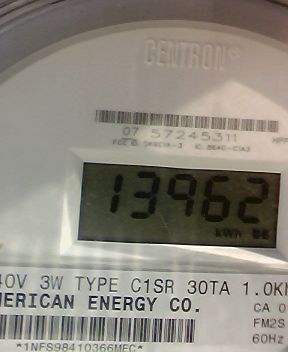 CENTRON®
07 57245311
13962
kWh
40V 3W TYPE C1SR 30TA 1.0Kh
MERICAN ENERGY CO.
CA 0
FM2S
60Hz
*1NFS98410366MEC*